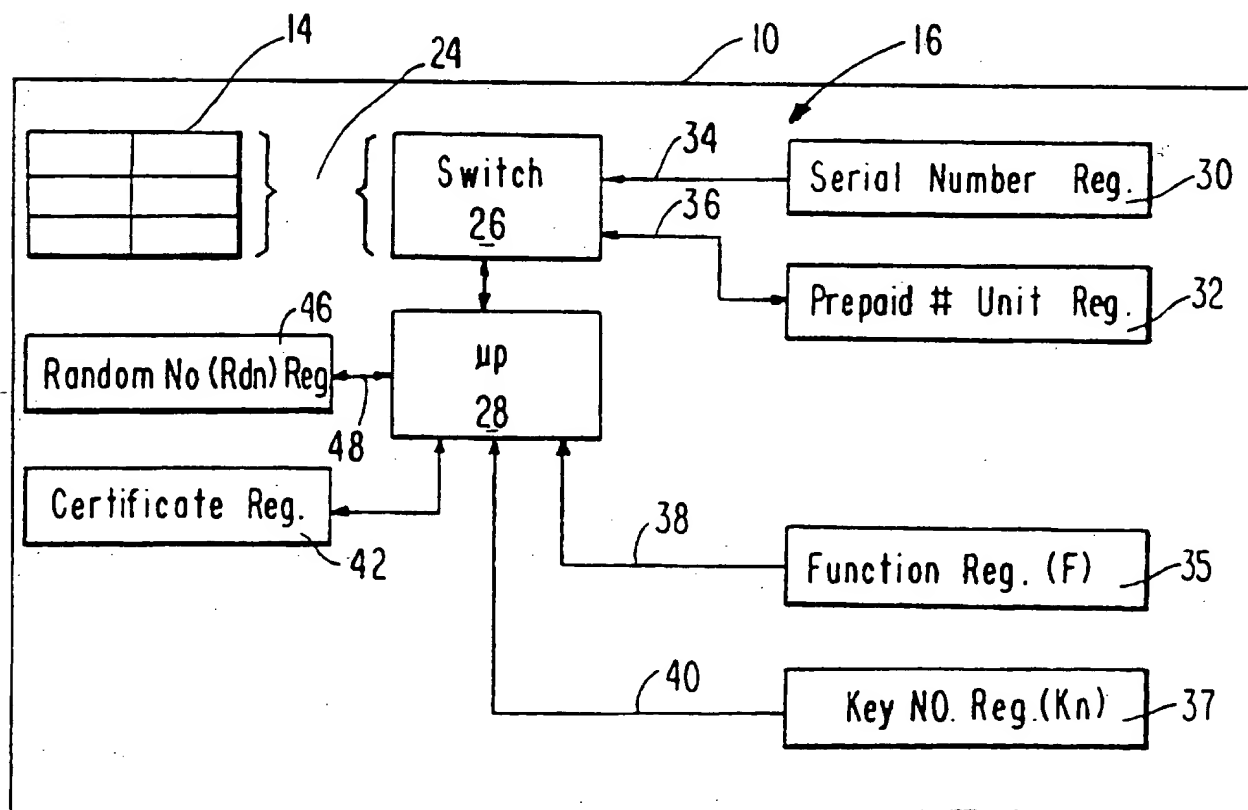 14
24
10
16
Switch
26
34
36
Serial Number Reg.
30
Prepaid # Unit Reg.
32
46
Random No (Rdn) Reg
48
µp
28
Certificate Reg.
42
38
Function Reg. (F)
35
40
Key NO. Reg.(Kn)
37